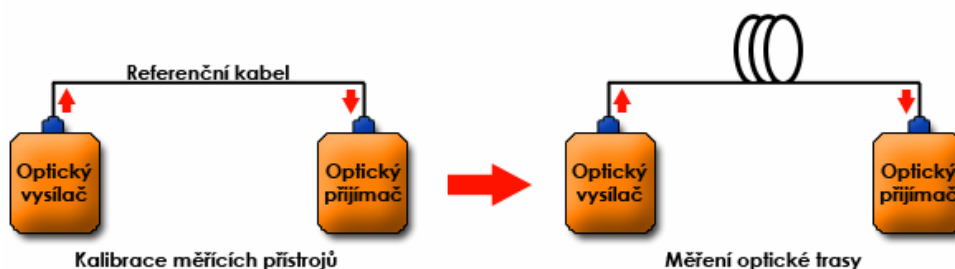 Referenční kabel
Optický
vysílač
Optický
přijímač
Kalibrace měřících přístrojů
Optický
vysílač
Optický
přijímač
Měření optické trasy